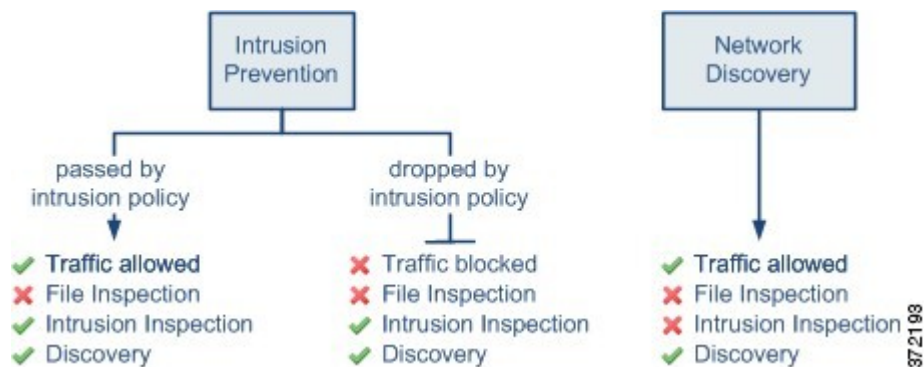 Intrusion
Prevention
Network
Discovery
passed by
intrusion policy
dropped by
intrusion policy
Traffic allowed
File Inspection
Intrusion Inspection
Discovery
Traffic blocked
File Inspection
Intrusion Inspection
Discovery
Traffic allowed
File Inspection
Intrusion Inspection
Discovery
372193